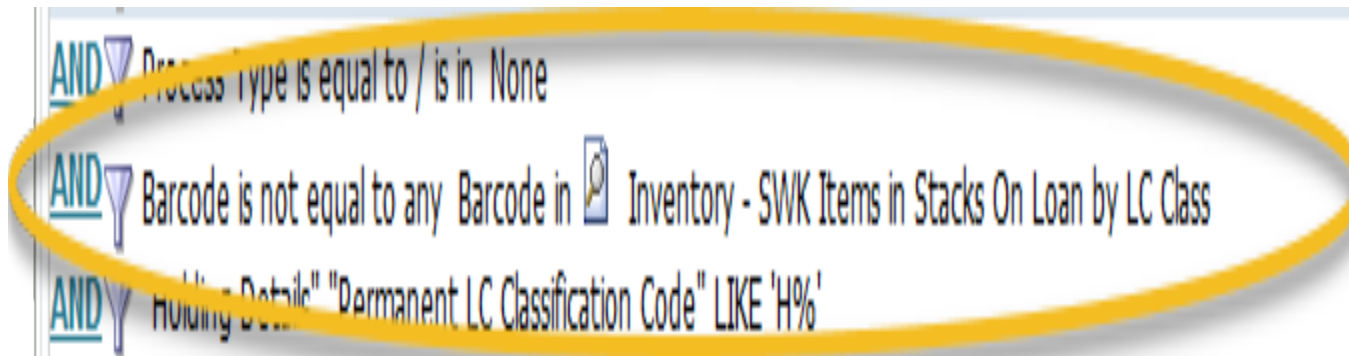 AND Process Type is equal to / is in None
AND Barcode is not equal to any Barcode in Inventory - SWK Items in Stacks On Loan by LC Class
AND "Holding Details" "Permanent LC Classification Code" LIKE 'H%'